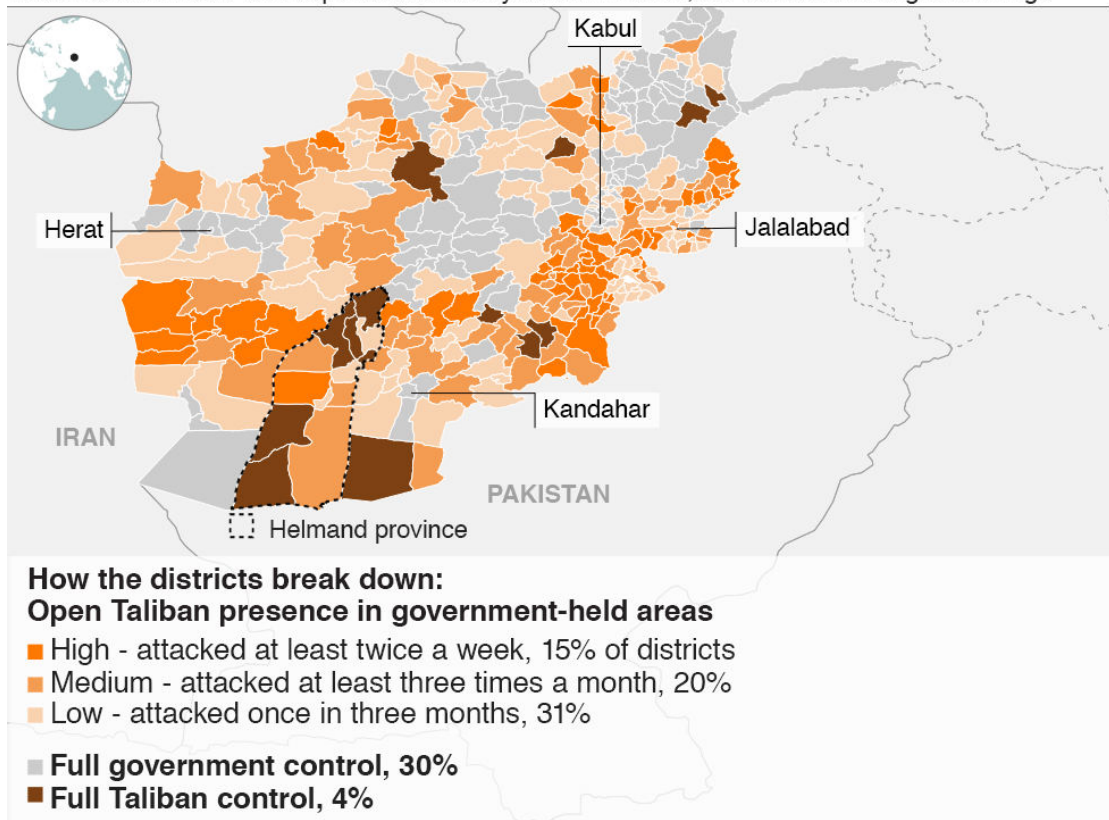 Kabul
Herat
Jalalabad
Kandahar
IRAN
PAKISTAN
Helmand province
How the districts break down:
Open Taliban presence in government-held areas
High - attacked at least twice a week, 15% of districts
Medium - attacked at least three times a month, 20%
Low - attacked once in three months, 31%
Full government control, 30%
Full Taliban control, 4%